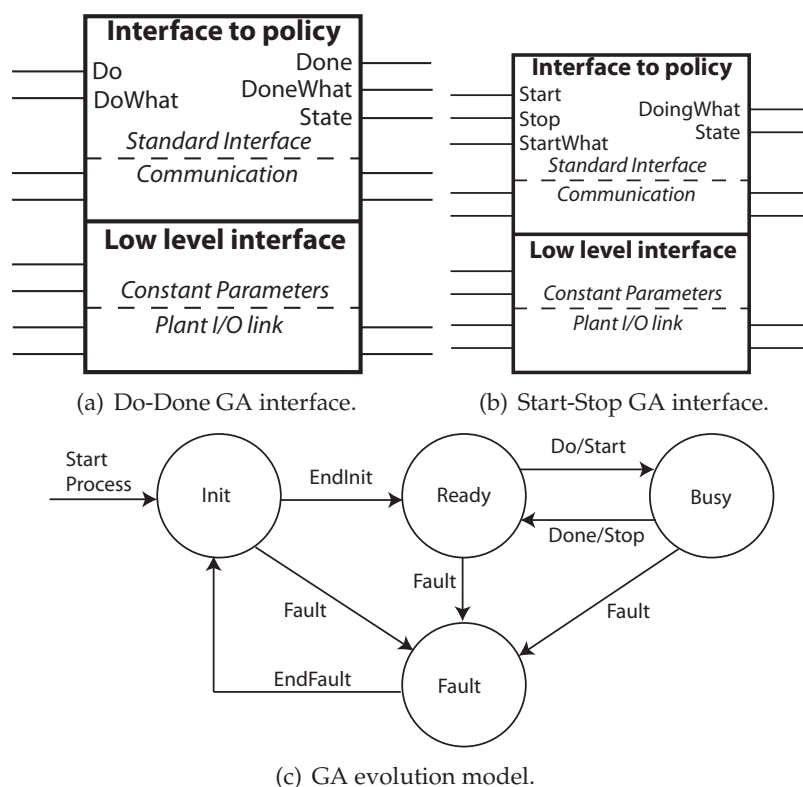 Interface to policy
Do
DoWhat
Done
DoneWhat
State
Standard Interface
Communication
Low level interface
Constant Parameters
Plant I/O link
(a) Do-Done GA interface.
Interface to policy
Start
Stop
StartWhat
DoingWhat
State
Standard Interface
Communication
Low level interface
Constant Parameters
Plant I/O link
(b) Start-Stop GA interface.
Start
Process
Init
EndInit
Ready
Do/Start
Busy
Done/Stop
Fault
Fault
Fault
EndFault
Fault
(c) GA evolution model.